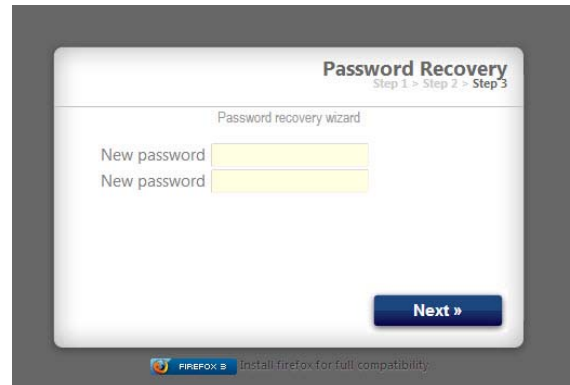 Password Recovery
Step 1 > Step 2 > Step 3
Password recovery wizard
New password
New password
Next »
FIREFOX 3 Install firefox for full compatibility.